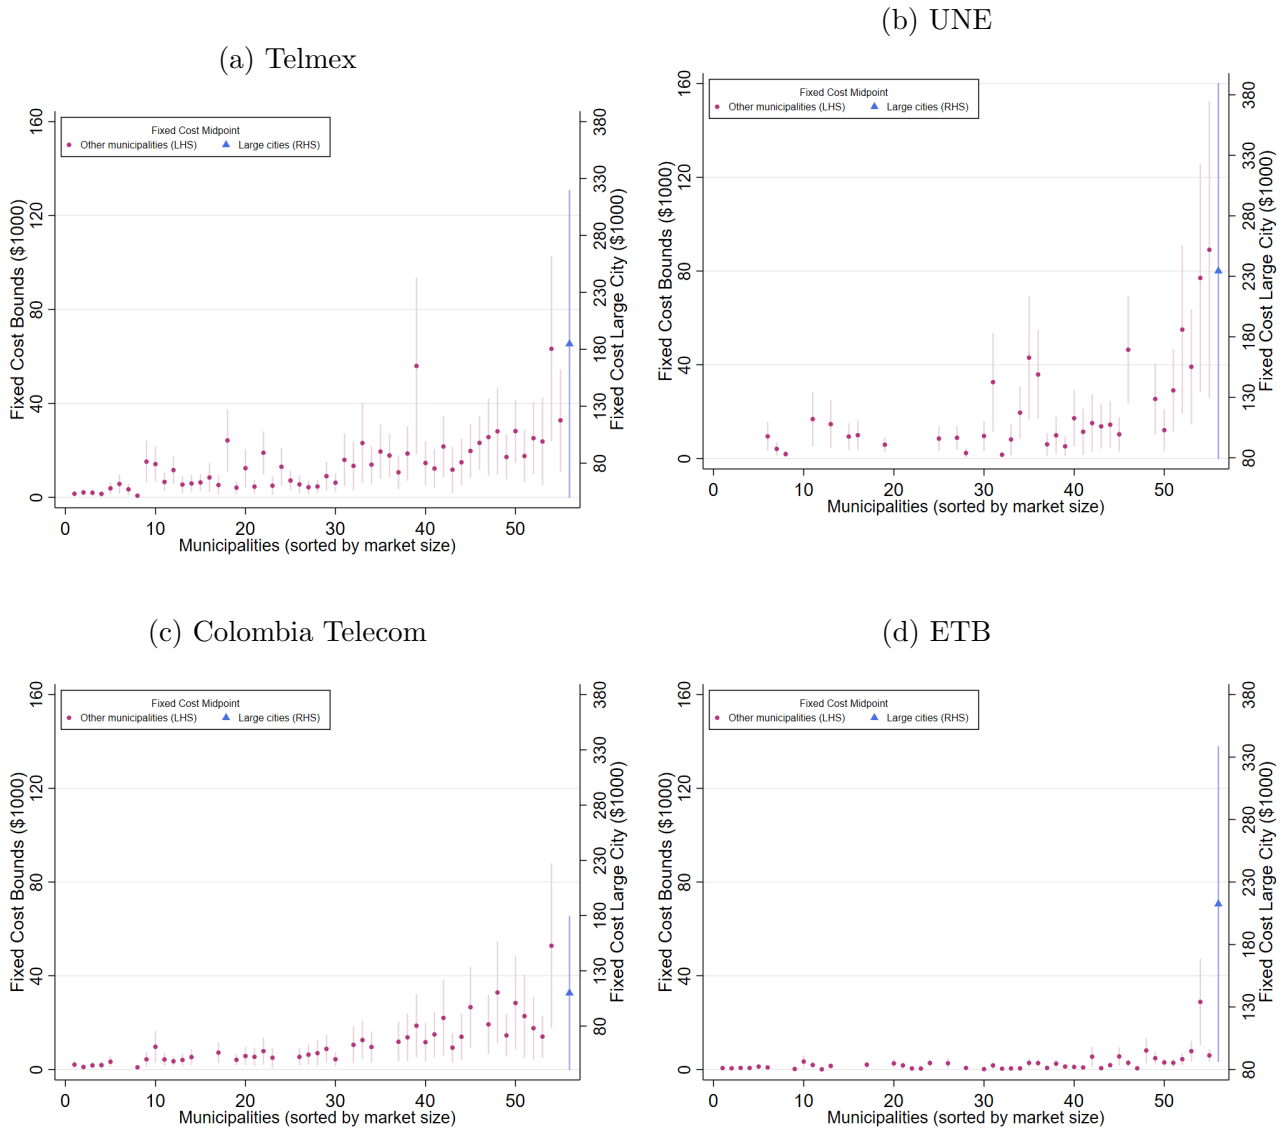 (a) Telmex
Fixed Cost Midpoint
Other municipalities (LHS) Large cities (RHS)
Fixed Cost Bounds ($1000)
0 40 80 120 160
Fixed Cost Large City ($1000)
80 130 180 230 280 330 380
0 10 20 30 40 50
Municipalities (sorted by market size)
(b) UNE
Fixed Cost Midpoint
Other municipalities (LHS) Large cities (RHS)
Fixed Cost Bounds ($1000)
0 40 80 120 160
Fixed Cost Large City ($1000)
80 130 180 230 280 330 380
0 10 20 30 40 50
Municipalities (sorted by market size)
(c) Colombia Telecom
Fixed Cost Midpoint
Other municipalities (LHS) Large cities (RHS)
Fixed Cost Bounds ($1000)
0 40 80 120 160
Fixed Cost Large City ($1000)
80 130 180 230 280 330 380
0 10 20 30 40 50
Municipalities (sorted by market size)
(d) ETB
Fixed Cost Midpoint
Other municipalities (LHS) Large cities (RHS)
Fixed Cost Bounds ($1000)
0 40 80 120 160
Fixed Cost Large City ($1000)
80 130 180 230 280 330 380
0 10 20 30 40 50
Municipalities (sorted by market size)